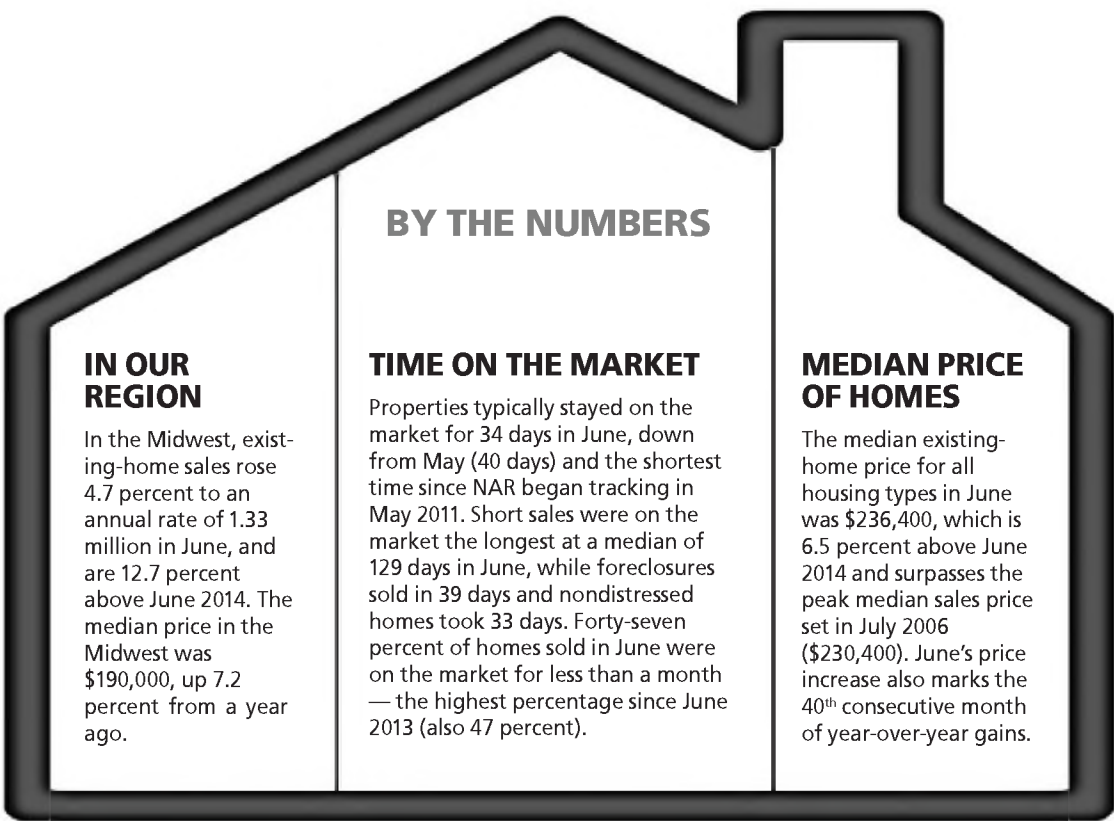 BY THE NUMBERS
IN OUR
REGION
In the Midwest, exist-
ing-home sales rose
4.7 percent to an
annual rate of 1.33
million in June, and
are 12.7 percent
above June 2014. The
median price in the
Midwest was
$190,000, up 7.2
percent from a year
ago.
TIME ON THE MARKET
Properties typically stayed on the
market for 34 days in June, down
from May (40 days) and the shortest
time since NAR began tracking in
May 2011. Short sales were on the
market the longest at a median of
129 days in June, while foreclosures
sold in 39 days and nondistressed
homes took 33 days. Forty-seven
percent of homes sold in June were
on the market for less than a month
— the highest percentage since June
2013 (also 47 percent).
MEDIAN PRICE
OF HOMES
The median existing-
home price for all
housing types in June
was $236,400, which is
6.5 percent above June
2014 and surpasses the
peak median sales price
set in July 2006
($230,400). June’s price
increase also marks the
40th consecutive month
of year-over-year gains.